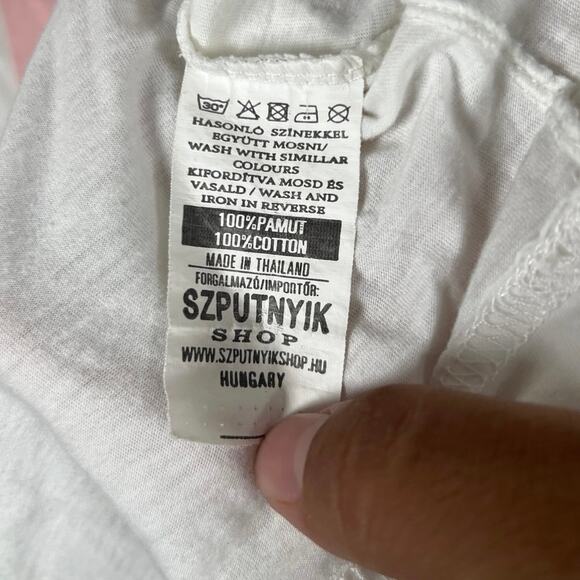 30°
HASONLÓ SZÍNEKKEL
EGYÜTT MOSNI/
WASH WITH SIMILLAR
COLOURS
KIFORDÍTVA MOSD ÉS
VASALD / WASH AND
IRON IN REVERSE
100%PAMUT
100%COTTON
MADE IN THAILAND
FORGALMAZÓ/IMPORTŐR:
SZPUTNYIK
SHOP
WWW.SZPUTNYIKSHOP.HU
HUNGARY